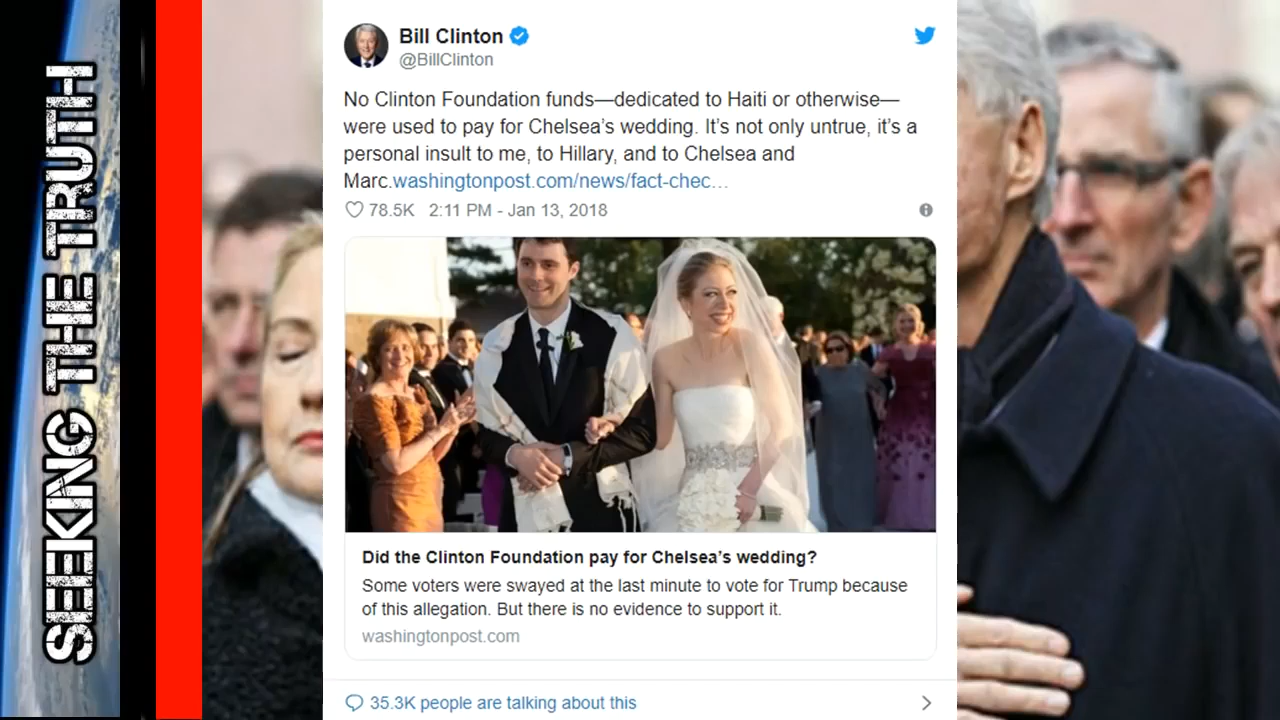 SEEKING THE TRUTH
Bill Clinton
@BillClinton
No Clinton Foundation funds—dedicated to Haiti or otherwise—
were used to pay for Chelsea’s wedding. It’s not only untrue, it’s a
personal insult to me, to Hillary, and to Chelsea and
Marc.washingtonpost.com/news/fact-chec…
78.5K 2:11 PM - Jan 13, 2018
Did the Clinton Foundation pay for Chelsea’s wedding?
Some voters were swayed at the last minute to vote for Trump because
of this allegation. But there is no evidence to support it.
washingtonpost.com
35.3K people are talking about this